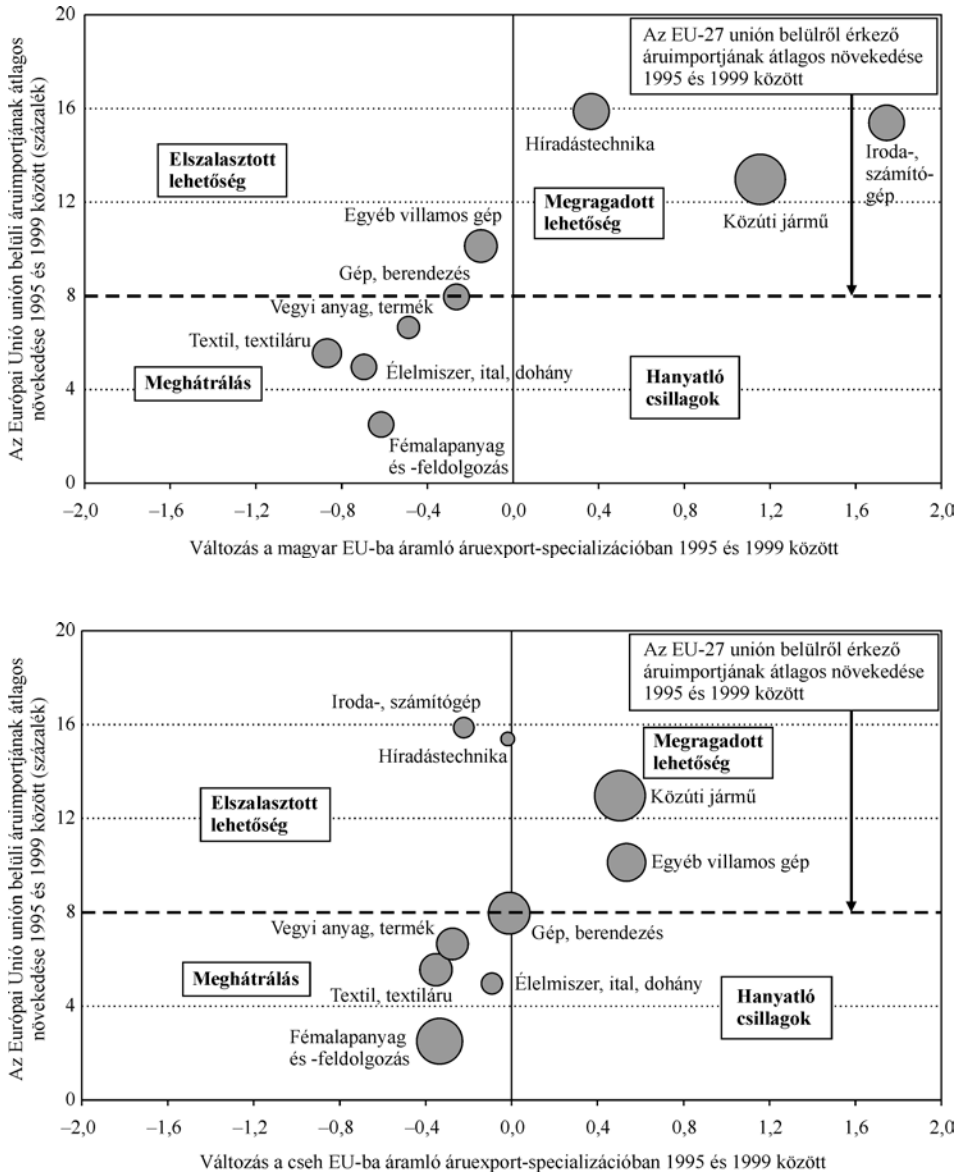 Az Európai Unió unión belüli áruimportjának átlagos
növekedése 1995 és 1999 között (százalék)
20
16
12
8
4
0
Az EU-27 unión belülről érkező
áruimportjának átlagos növekedése
1995 és 1999 között
Híradástechnika
Iroda-,
számító-
gép
Elszalasztott
lehetőség
Megragadott
lehetőség
Közúti jármű
Egyéb villamos gép
Gép, berendezés
Vegyi anyag, termék
Textil, textiláru
Élelmiszer, ital, dohány
Meghátrálás
Hanyatló
csillagok
Fémalapanyag
és -feldolgozás
–2,0 –1,6 –1,2 –0,8 –0,4 0,0 0,4 0,8 1,2 1,6 2,0
Változás a magyar EU-ba áramló áruexport-specializációban 1995 és 1999 között
Az Európai Unió unión belüli áruimportjának átlagos
növekedése 1995 és 1999 között (százalék)
20
16
12
8
4
0
Az EU-27 unión belülről érkező
áruimportjának átlagos növekedése
1995 és 1999 között
Iroda-, számítógép
Híradástechnika
Megragadott
lehetőség
Közúti jármű
Elszalasztott
lehetőség
Egyéb villamos gép
Vegyi anyag, termék
Gép, berendezés
Meghátrálás
Textil, textiláru
Élelmiszer, ital, dohány
Hanyatló
csillagok
Fémalapanyag
és -feldolgozás
–2,0 –1,6 –1,2 –0,8 –0,4 0,0 0,4 0,8 1,2 1,6 2,0
Változás a cseh EU-ba áramló áruexport-specializációban 1995 és 1999 között